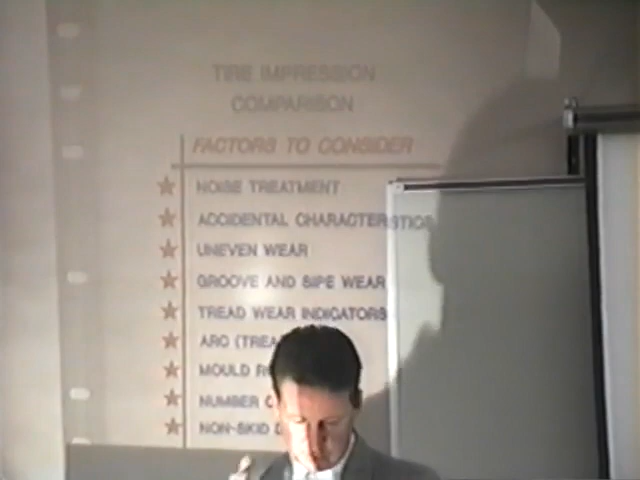 TIRE IMPRESSION
COMPARISON
FACTORS TO CONSIDER
NOISE TREATMENT
ACCIDENTAL CHARACTERISTICS
UNEVEN WEAR
GROOVE AND SIPE WEAR
TREAD WEAR INDICATORS
ARC (TREA
MOULD
NUMBER
NON-SKID